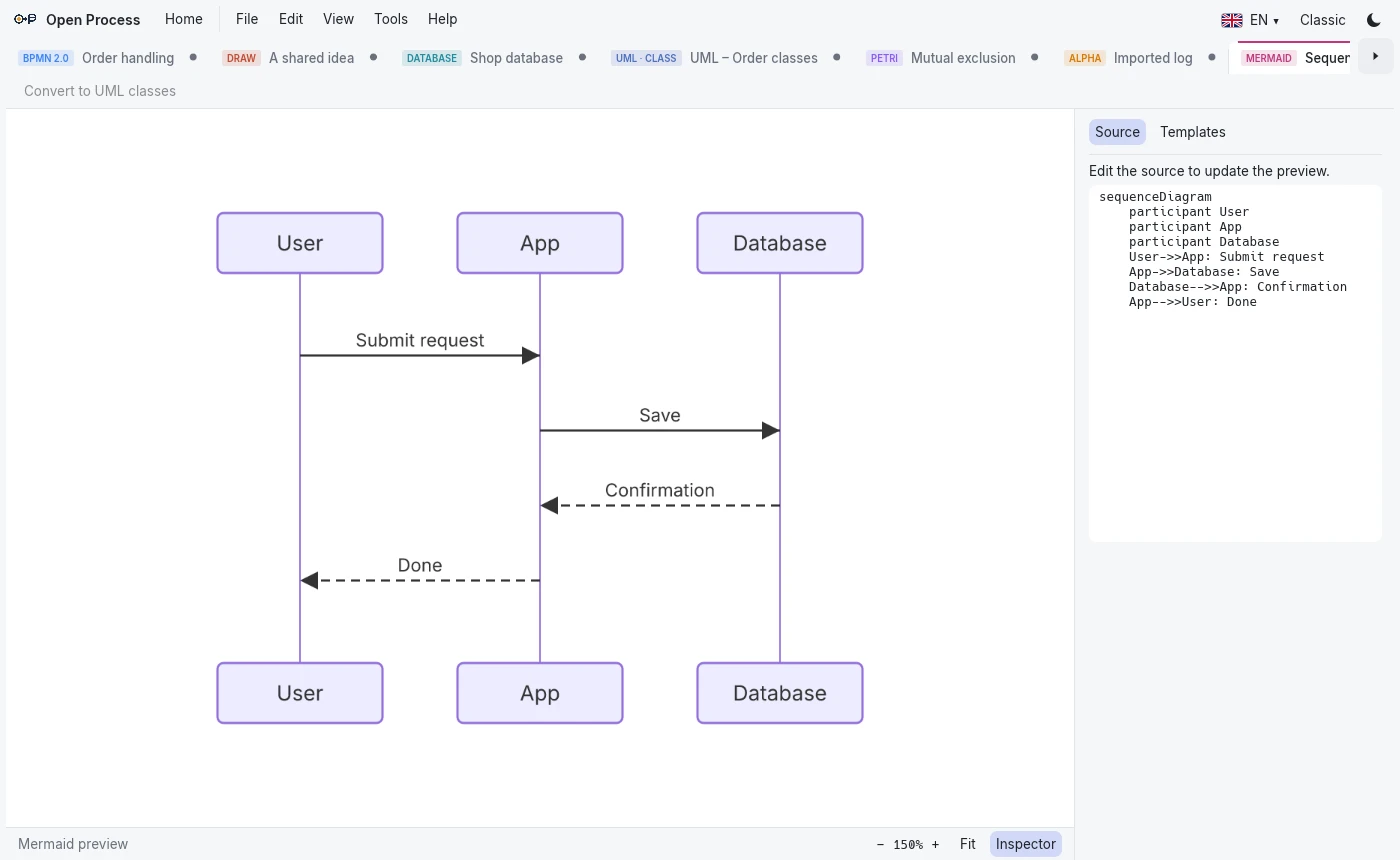 Open Process Home File Edit View Tools Help EN ▾ Classic
BPMN 2.0 Order handling ● DRAW A shared idea ● DATABASE Shop database ● UML · CLASS UML – Order classes ● PETRI Mutual exclusion ● ALPHA Imported log ● MERMAID Sequen
Convert to UML classes
Source Templates
Edit the source to update the preview.
sequenceDiagram
    participant User
    participant App
    participant Database
    User->>App: Submit request
    App->>Database: Save
    Database-->>App: Confirmation
    App-->>User: Done
User App Database
Submit request
Save
Confirmation
Done
User App Database
Mermaid preview − 150% + Fit Inspector